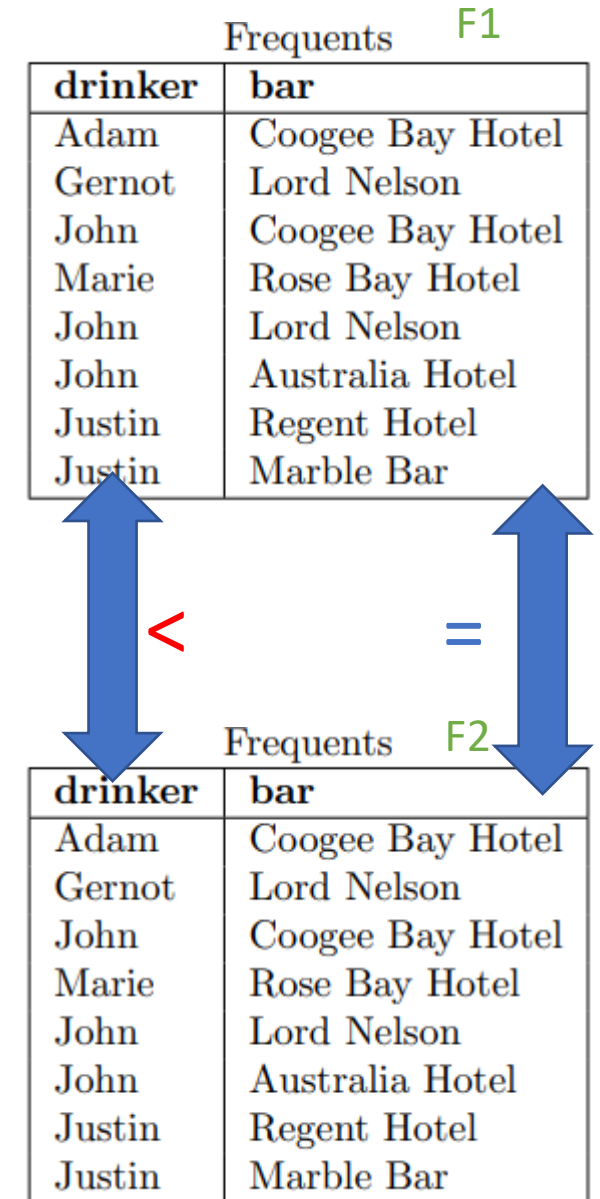 Frequents F1
drinker bar
Adam Coogee Bay Hotel
Gernot Lord Nelson
John Coogee Bay Hotel
Marie Rose Bay Hotel
John Lord Nelson
John Australia Hotel
Justin Regent Hotel
Justin Marble Bar
< =
Frequents F2
drinker bar
Adam Coogee Bay Hotel
Gernot Lord Nelson
John Coogee Bay Hotel
Marie Rose Bay Hotel
John Lord Nelson
John Australia Hotel
Justin Regent Hotel
Justin Marble Bar